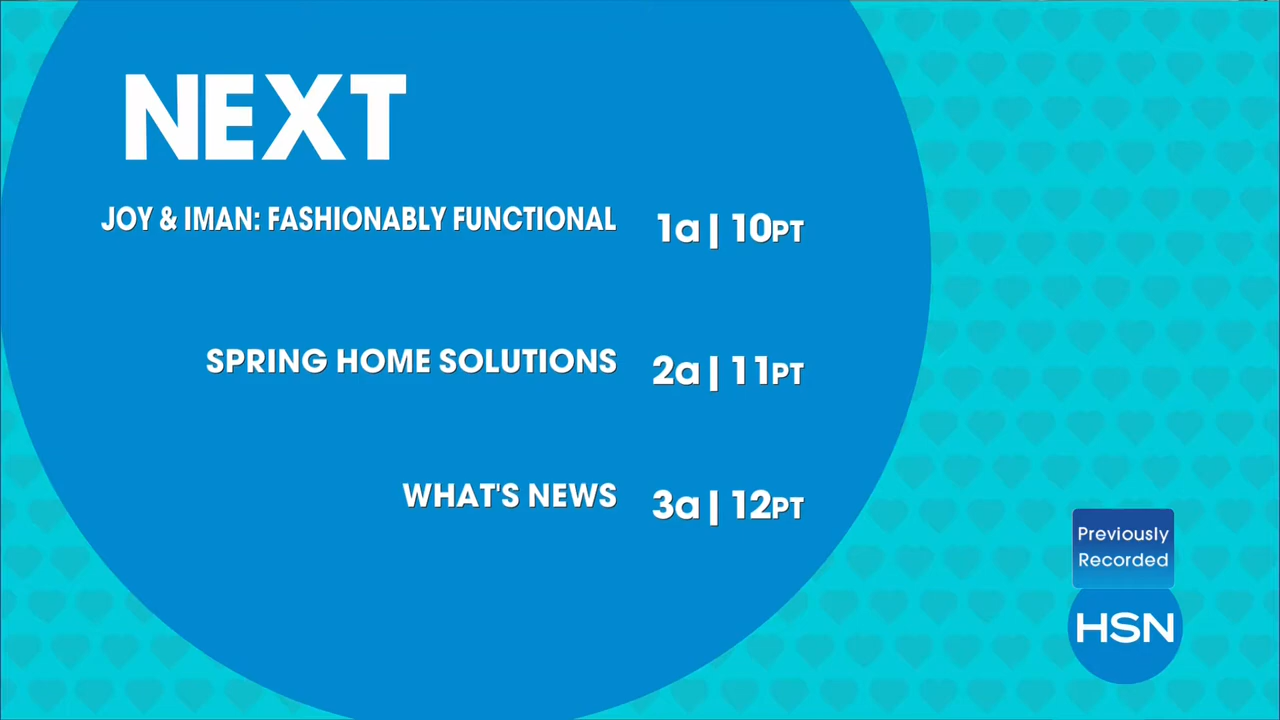 NEXT
JOY & IMAN: FASHIONABLY FUNCTIONAL 1a | 10PT
SPRING HOME SOLUTIONS 2a | 11PT
WHAT'S NEWS 3a | 12PT
Previously
Recorded
HSN